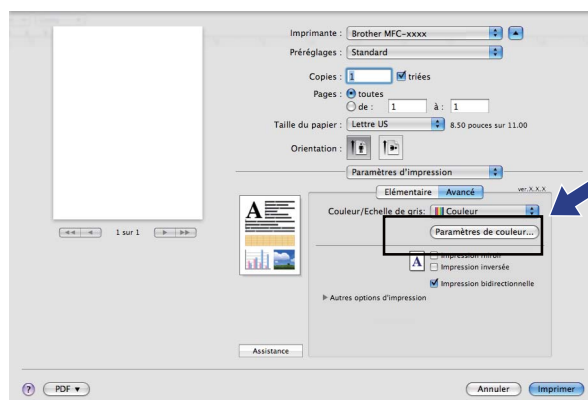 Imprimante : Brother MFC-xxxx
Préréglages : Standard
Copies : 1 triées
Pages : toutes
de : 1 à : 1
Taille du papier : Lettre US 8.50 pouces sur 11.00
Orientation :
Paramètres d'impression
Elémentaire Avancé ver.X.X.X
Couleur/Echelle de gris: Couleur
Paramètres de couleur...
Impression miroir
Impression inversée
Impression bidirectionnelle
Autres options d'impression
1 sur 1
A
A
Assistance
? PDF Annuler Imprimer